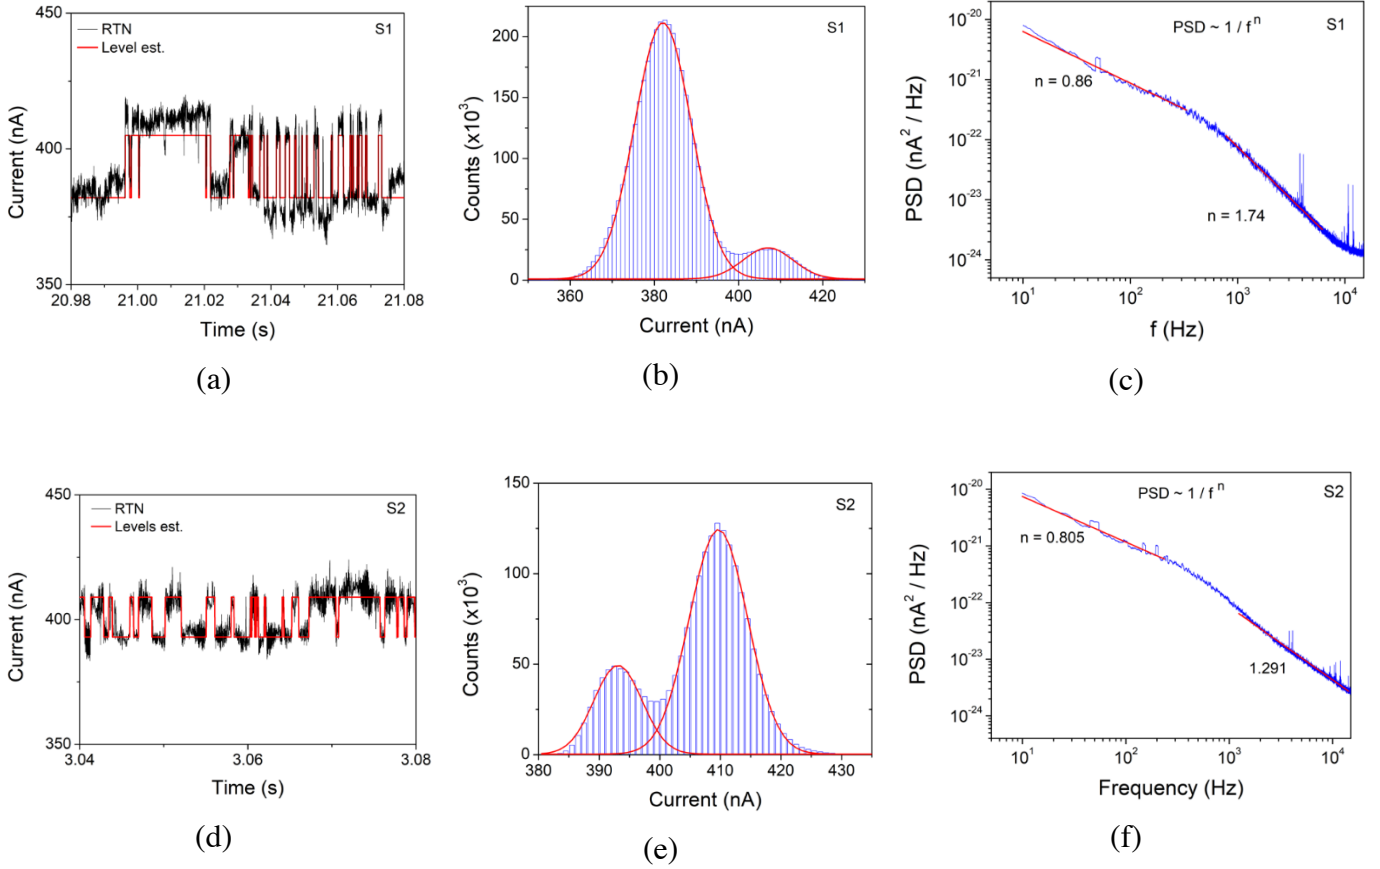 RTN
Level est.
S1
450
400
350
Current (nA)
20.98 21.00 21.02 21.04 21.06 21.08
Time (s)
(a)
S1
200
150
100
50
0
Counts (x10³)
360 380 400 420
Current (nA)
(b)
PSD ~ 1 / f ⁿ
S1
n = 0.86
n = 1.74
10⁻²⁰
10⁻²¹
10⁻²²
10⁻²³
10⁻²⁴
PSD (nA² / Hz)
10¹ 10² 10³ 10⁴
f (Hz)
(c)
RTN
Levels est.
S2
450
400
350
Current (nA)
3.04 3.06 3.08
Time (s)
(d)
S2
150
100
50
0
Counts (x10³)
380 390 400 410 420 430
Current (nA)
(e)
PSD ~ 1 / f ⁿ
S2
n = 0.805
1.291
10⁻²⁰
10⁻²¹
10⁻²²
10⁻²³
10⁻²⁴
PSD (nA² / Hz)
10¹ 10² 10³ 10⁴
Frequency (Hz)
(f)